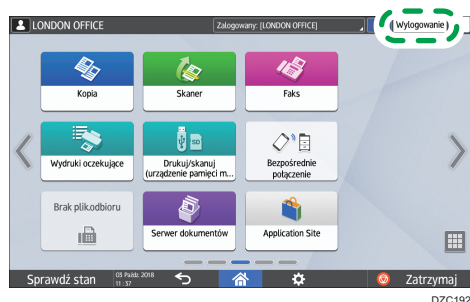 LONDON OFFICE
Zalogowany: [LONDON OFFICE]
Wylogowanie
Kopia
Skaner
Faks
Wydruki oczekujące
Drukuj/skanuj
(urządzenie pamięci m...
Bezpośrednie
połączenie
Brak plik.odbioru
Serwer dokumentów
Application Site
Sprawdź stan
03 Paźdz. 2018
11 : 37
Zatrzymaj
DZC192